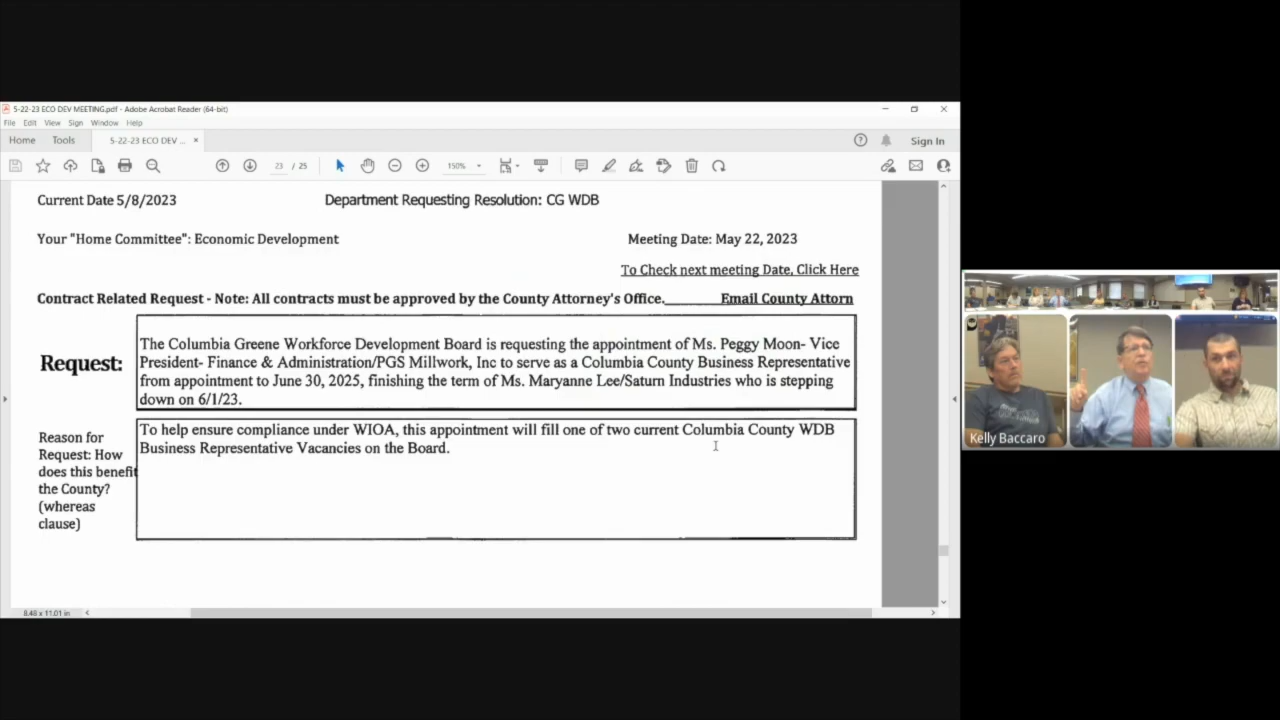 5-22-23 ECO DEV MEETING.pdf - Adobe Acrobat Reader (64-bit)
File Edit View Sign Window Help
Home Tools 5-22-23 ECO DEV ... × Sign In
23 / 25 150%
Current Date 5/8/2023 Department Requesting Resolution: CG WDB
Your "Home Committee": Economic Development Meeting Date: May 22, 2023
To Check next meeting Date, Click Here
Contract Related Request - Note: All contracts must be approved by the County Attorney's Office. Email County Attorn
Request:
The Columbia Greene Workforce Development Board is requesting the appointment of Ms. Peggy Moon- Vice
President- Finance & Administration/PGS Millwork, Inc to serve as a Columbia County Business Representative
from appointment to June 30, 2025, finishing the term of Ms. Maryanne Lee/Saturn Industries who is stepping
down on 6/1/23.
Reason for
Request: How
does this benefit
the County?
(whereas
clause)
To help ensure compliance under WIOA, this appointment will fill one of two current Columbia County WDB
Business Representative Vacancies on the Board.
8.48 x 11.01 in
Kelly Baccaro